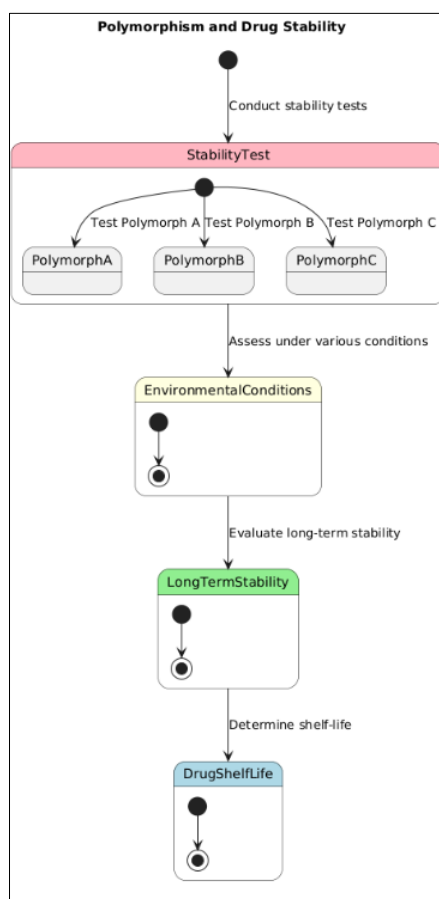 Polymorphism and Drug Stability
Conduct stability tests
StabilityTest
Test Polymorph A
Test Polymorph B
Test Polymorph C
PolymorphA
PolymorphB
PolymorphC
Assess under various conditions
EnvironmentalConditions
Evaluate long-term stability
LongTermStability
Determine shelf-life
DrugShelfLife